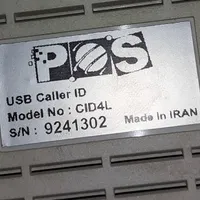 POS
USB Caller ID
Model No : CID4L
S/N : 9241302
Made in IRAN